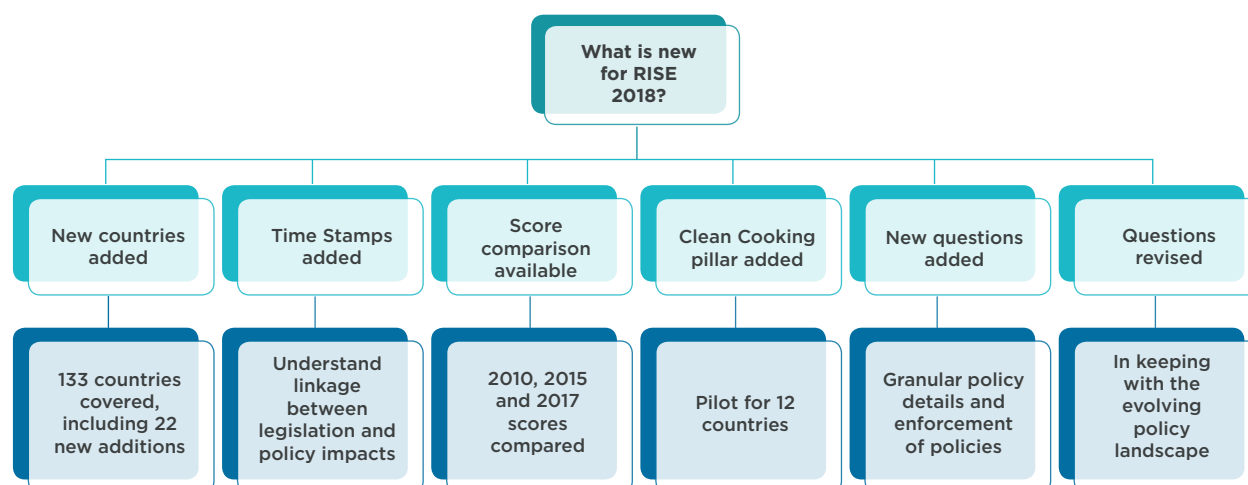 What is new
for RISE
2018?
New countries
added
Time Stamps
added
Score
comparison
available
Clean Cooking
pillar added
New questions
added
Questions
revised
133 countries
covered,
including 22
new additions
Understand
linkage
between
legislation and
policy impacts
2010, 2015
and 2017
scores
compared
Pilot for 12
countries
Granular policy
details and
enforcement
of policies
In keeping
with the
evolving
policy
landscape